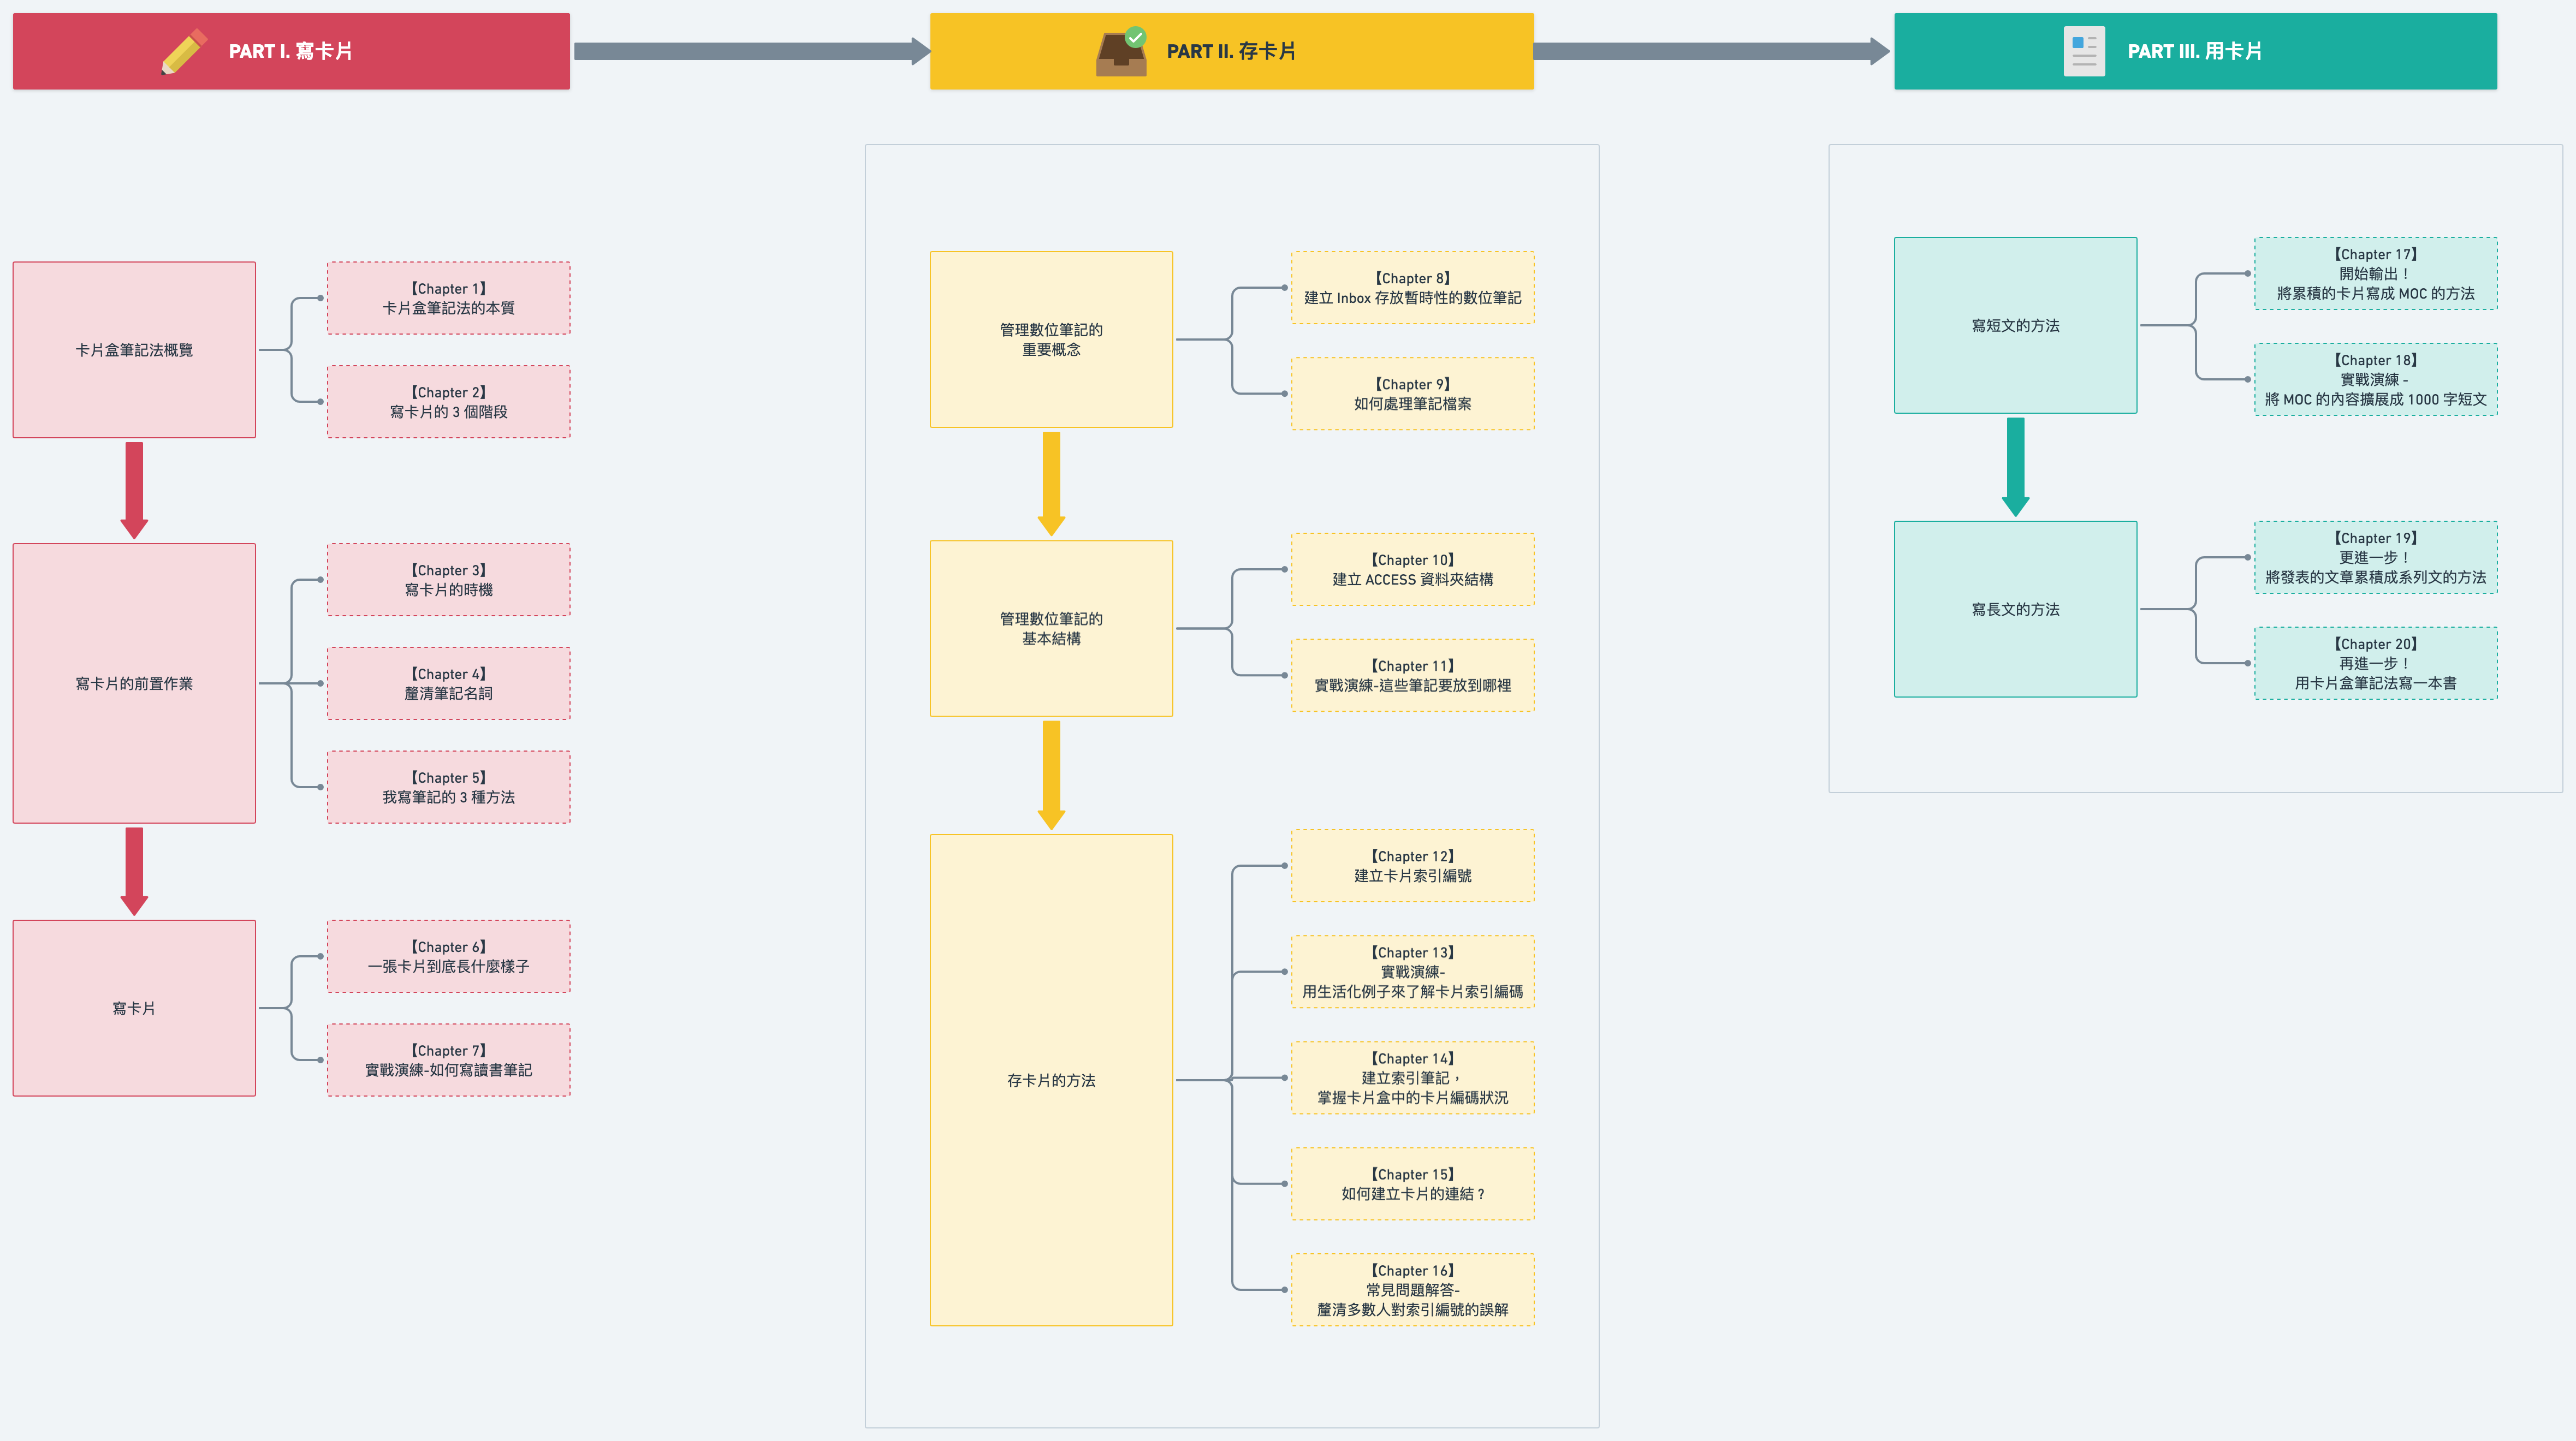 PART I. 寫卡片
卡片盒筆記法概覽
【Chapter 1】
卡片盒筆記法的本質
【Chapter 2】
寫卡片的 3 個階段
寫卡片的前置作業
【Chapter 3】
寫卡片的時機
【Chapter 4】
釐清筆記名詞
【Chapter 5】
我寫筆記的 3 種方法
寫卡片
【Chapter 6】
一張卡片到底長什麼樣子
【Chapter 7】
實戰演練-如何寫讀書筆記
PART II. 存卡片
管理數位筆記的
重要概念
【Chapter 8】
建立 Inbox 存放暫時性的數位筆記
【Chapter 9】
如何處理筆記檔案
管理數位筆記的
基本結構
【Chapter 10】
建立 ACCESS 資料夾結構
【Chapter 11】
實戰演練-這些筆記要放到哪裡
存卡片的方法
【Chapter 12】
建立卡片索引編號
【Chapter 13】
實戰演練-
用生活化例子來了解卡片索引編碼
【Chapter 14】
建立索引筆記，
掌握卡片盒中的卡片編碼狀況
【Chapter 15】
如何建立卡片的連結？
【Chapter 16】
常見問題解答-
釐清多數人對索引編號的誤解
PART III. 用卡片
寫短文的方法
【Chapter 17】
開始輸出！
將累積的卡片寫成 MOC 的方法
【Chapter 18】
實戰演練 -
將 MOC 的內容擴展成 1000 字短文
寫長文的方法
【Chapter 19】
更進一步！
將發表的文章累積成系列文的方法
【Chapter 20】
再進一步！
用卡片盒筆記法寫一本書